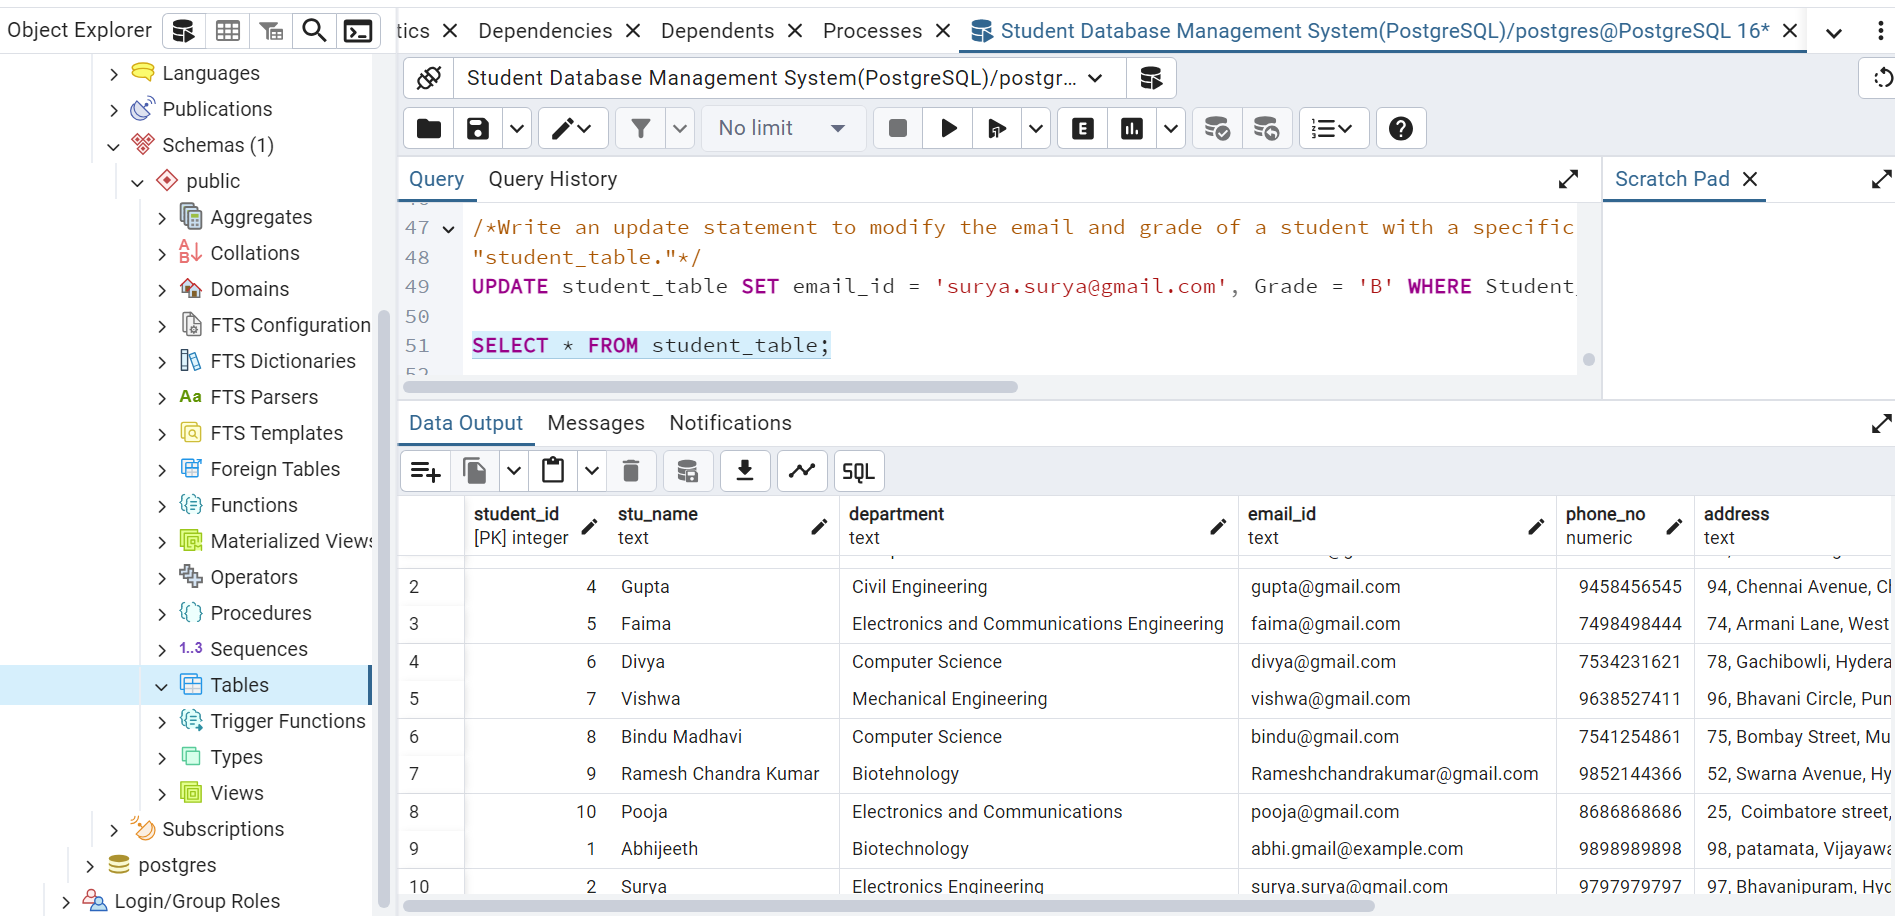 Object Explorer
tics
Dependencies
Dependents
Processes
Student Database Management System(PostgreSQL)/postgres@PostgreSQL 16*
Student Database Management System(PostgreSQL)/postgr...
No limit
E
Query
Query History
Scratch Pad
47 /*Write an update statement to modify the email and grade of a student with a specific
48 "student_table."*/
49 UPDATE student_table SET email_id = 'surya.surya@gmail.com', Grade = 'B' WHERE Student_
50
51 SELECT * FROM student_table;
52
Languages
Publications
Schemas (1)
public
Aggregates
Collations
Domains
FTS Configuration
FTS Dictionaries
Aa FTS Parsers
FTS Templates
Foreign Tables
Functions
Materialized Views
Operators
Procedures
1..3 Sequences
Tables
Trigger Functions
Types
Views
Subscriptions
postgres
Login/Group Roles
Data Output
Messages
Notifications
SQL
student_id [PK] integer
stu_name text
department text
email_id text
phone_no numeric
address text
2 4 Gupta Civil Engineering gupta@gmail.com 9458456545 94, Chennai Avenue,
3 5 Faima Electronics and Communications Engineering faima@gmail.com 7498498444 74, Armani Lane, West
4 6 Divya Computer Science divya@gmail.com 7534231621 78, Gachibowli, Hydera
5 7 Vishwa Mechanical Engineering vishwa@gmail.com 9638527411 96, Bhavani Circle, Pun
6 8 Bindu Madhavi Computer Science bindu@gmail.com 7541254861 75, Bombay Street, Mu
7 9 Ramesh Chandra Kumar Biotehnology Rameshchandrakumar@gmail.com 9852144366 52, Swarna Avenue, Hy
8 10 Pooja Electronics and Communications pooja@gmail.com 8686868686 25, Coimbatore street,
9 1 Abhijeeth Biotechnology abhi.gmail@example.com 9898989898 98, patamata, Vijayawa
10 2 Surya Electronics Engineering surya.surya@gmail.com 9797979797 97, Bhavanipuram, Hyd